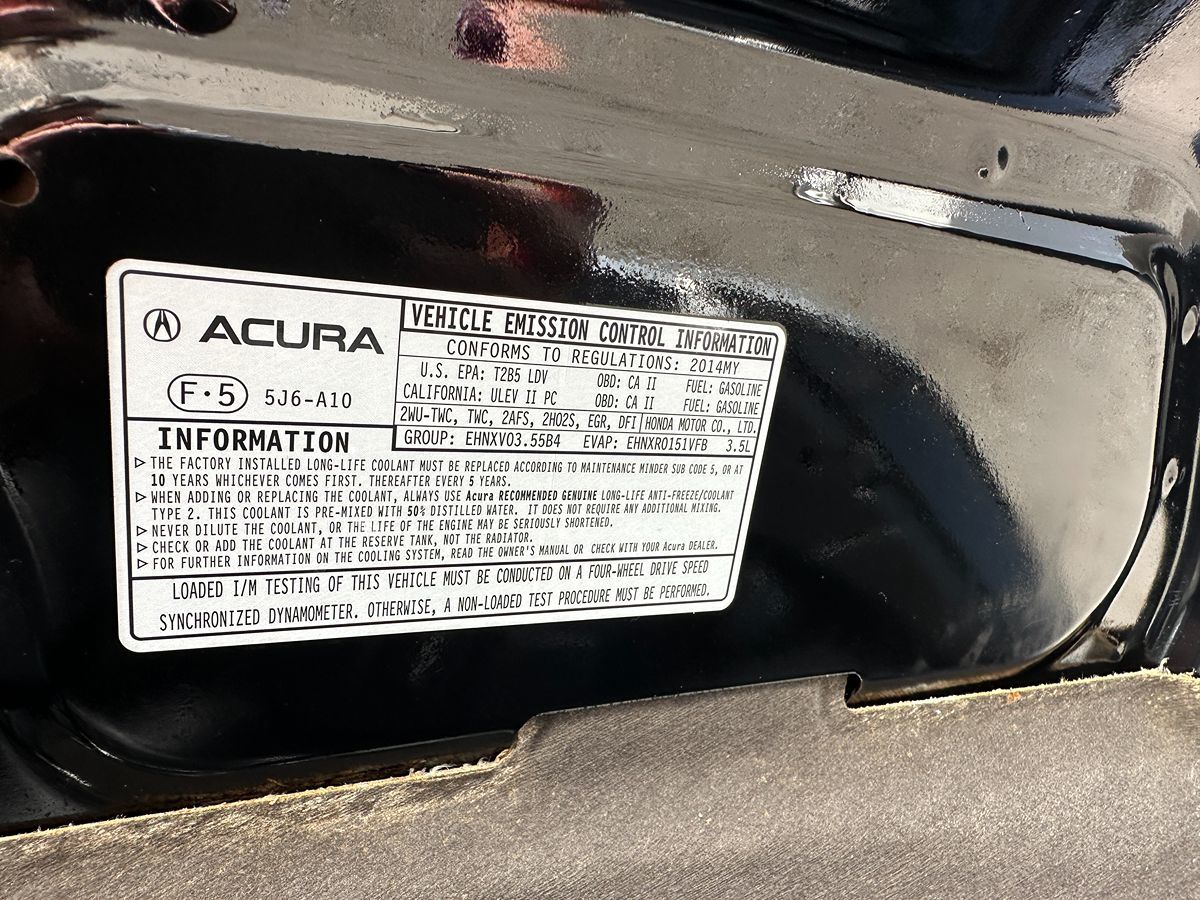 ACURA
F·5 5J6-A10
VEHICLE EMISSION CONTROL INFORMATION
CONFORMS TO REGULATIONS: 2014MY
U.S. EPA: T2B5 LDV OBD: CA II FUEL: GASOLINE
CALIFORNIA: ULEV II PC OBD: CA II FUEL: GASOLINE
2WU-TWC, TWC, 2AFS, 2HO2S, EGR, DFI HONDA MOTOR CO., LTD.
GROUP: EHNXV03.55B4 EVAP: EHNXR0151VFB 3.5L
INFORMATION
▷ THE FACTORY INSTALLED LONG-LIFE COOLANT MUST BE REPLACED ACCORDING TO MAINTENANCE MINDER SUB CODE 5, OR AT
10 YEARS WHICHEVER COMES FIRST. THEREAFTER EVERY 5 YEARS.
▷ WHEN ADDING OR REPLACING THE COOLANT, ALWAYS USE Acura RECOMMENDED GENUINE LONG-LIFE ANTI-FREEZE/COOLANT
TYPE 2. THIS COOLANT IS PRE-MIXED WITH 50% DISTILLED WATER. IT DOES NOT REQUIRE ANY ADDITIONAL MIXING.
▷ NEVER DILUTE THE COOLANT, OR THE LIFE OF THE ENGINE MAY BE SERIOUSLY SHORTENED.
▷ CHECK OR ADD THE COOLANT AT THE RESERVE TANK, NOT THE RADIATOR.
▷ FOR FURTHER INFORMATION ON THE COOLING SYSTEM, READ THE OWNER'S MANUAL OR CHECK WITH YOUR Acura DEALER.
LOADED I/M TESTING OF THIS VEHICLE MUST BE CONDUCTED ON A FOUR-WHEEL DRIVE SPEED
SYNCHRONIZED DYNAMOMETER. OTHERWISE, A NON-LOADED TEST PROCEDURE MUST BE PERFORMED.